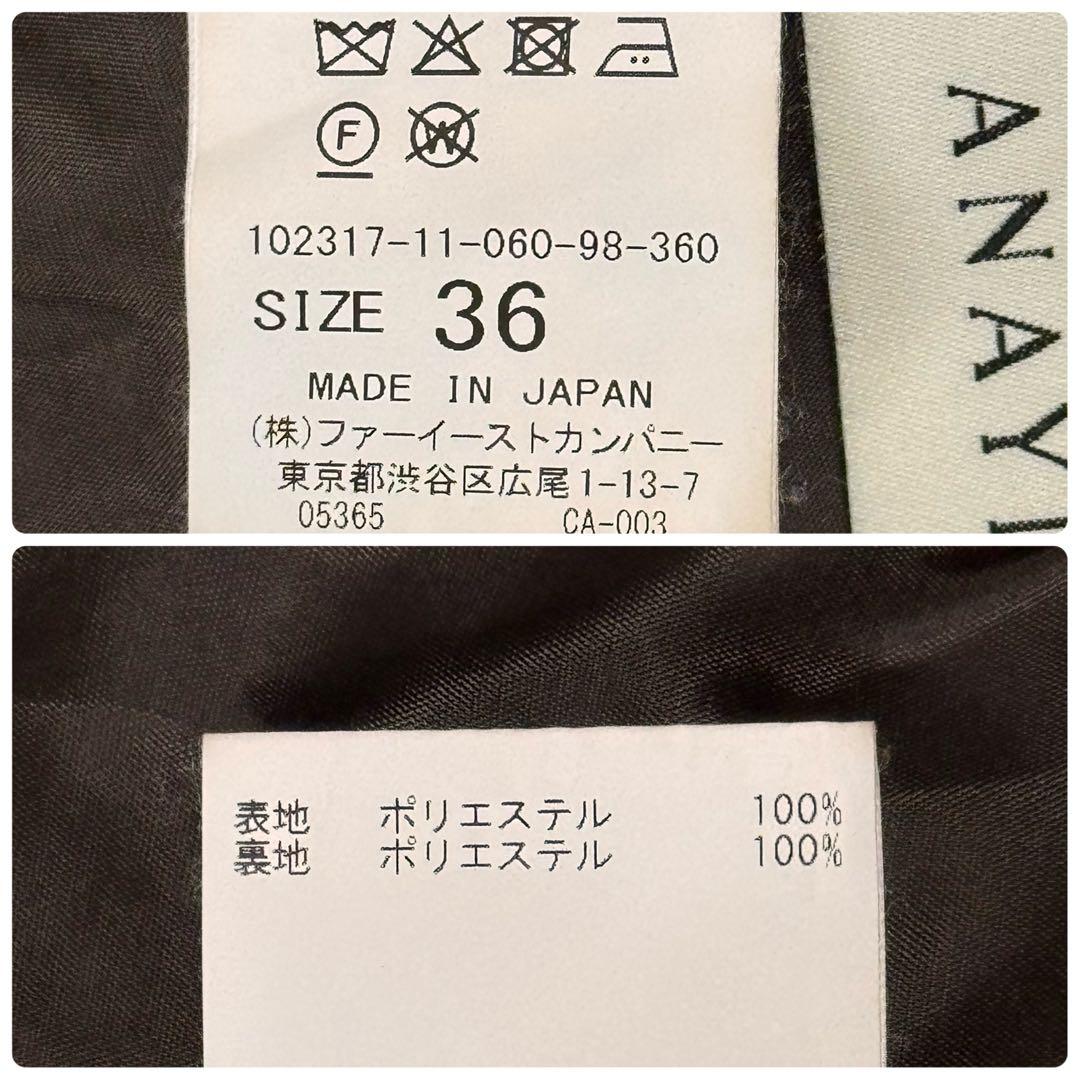 F
W
102317-11-060-98-360
SIZE 36
MADE IN JAPAN
(株)ファーイーストカンパニー
東京都渋谷区広尾1-13-7
05365 CA-003
ANAYI
表地 ポリエステル 100%
裏地 ポリエステル 100%